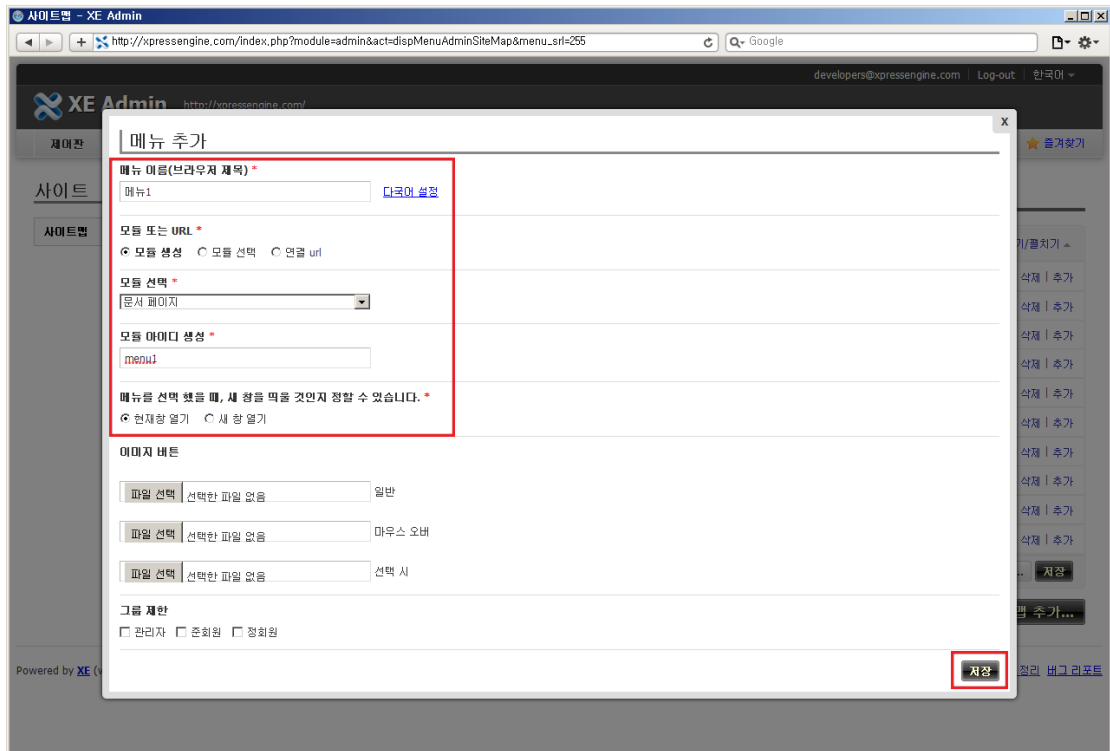 사이트맵 - XE Admin
http://xpressengine.com/index.php?module=admin&act=dispMenuAdminSiteMap&menu_srl=255
Google
developers@xpressengine.com | Log-out | 한국어
XE Admin http://xpressengine.com/
x
메뉴 추가
제어판
즐겨찾기
메뉴 이름(브라우저 제목) *
사이트
메뉴1 다국어 설정
사이트맵
모듈 또는 URL *
기/펼치기
모듈 생성 모듈 선택 연결 url
삭제 | 추가
모듈 선택 *
문서 페이지
삭제 | 추가
모듈 아이디 생성 *
삭제 | 추가
menu1
삭제 | 추가
메뉴를 선택 했을 때, 새 창을 띄울 것인지 정할 수 있습니다. *
삭제 | 추가
현재창 열기 새 창 열기
삭제 | 추가
이미지 버튼
삭제 | 추가
삭제 | 추가
파일 선택 선택한 파일 없음 일반
삭제 | 추가
파일 선택 선택한 파일 없음 마우스 오버
삭제 | 추가
파일 선택 선택한 파일 없음 선택 시
저장
그룹 제한
맵 추가...
관리자 준회원 정회원
저장
Powered by XE (v
정리 버그 리포트